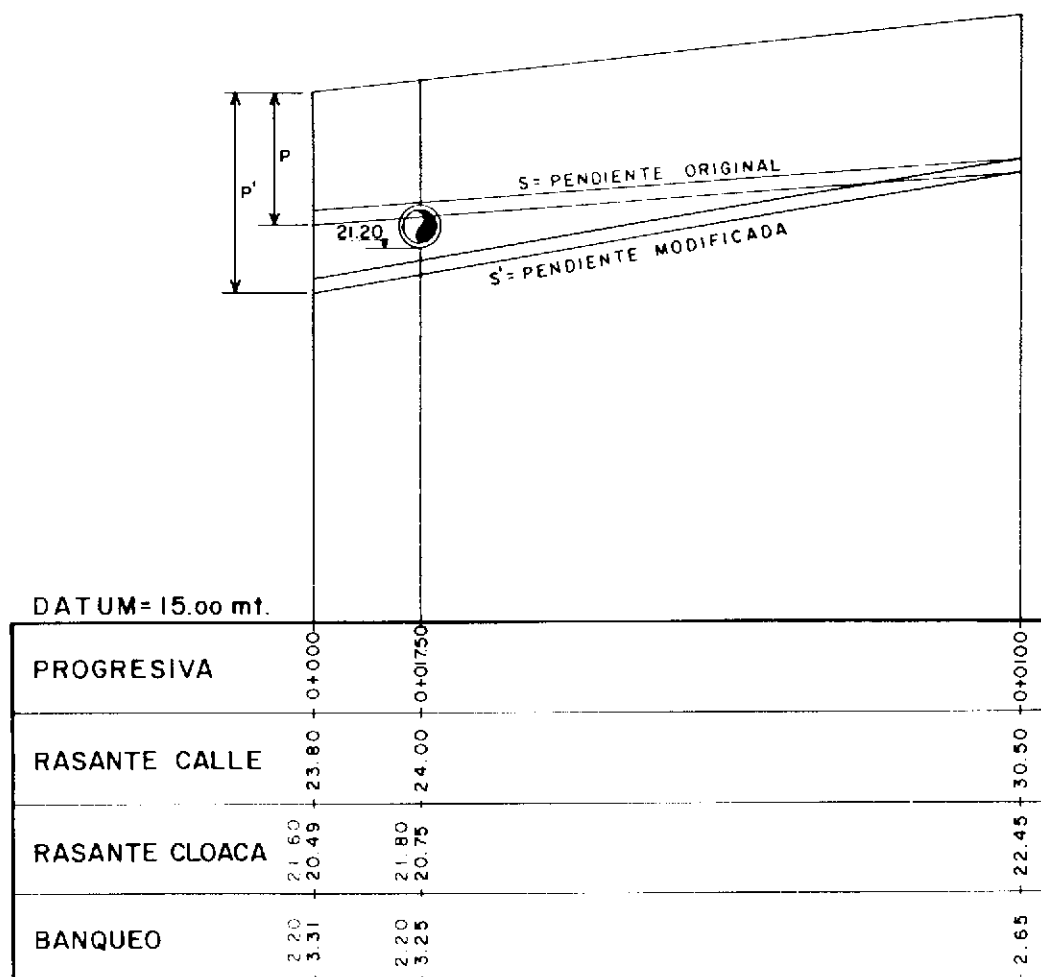 P
P'
S= PENDIENTE ORIGINAL
21.20
S'= PENDIENTE MODIFICADA
DATUM= 15.00 mt.
PROGRESIVA 0+000 0+017.50 0+0100
RASANTE CALLE 23.80 24.00 30.50
RASANTE CLOACA 21.60 20.49 21.80 20.75 22.45
BANQUEO 2.20 3.31 2.20 3.25 2.65